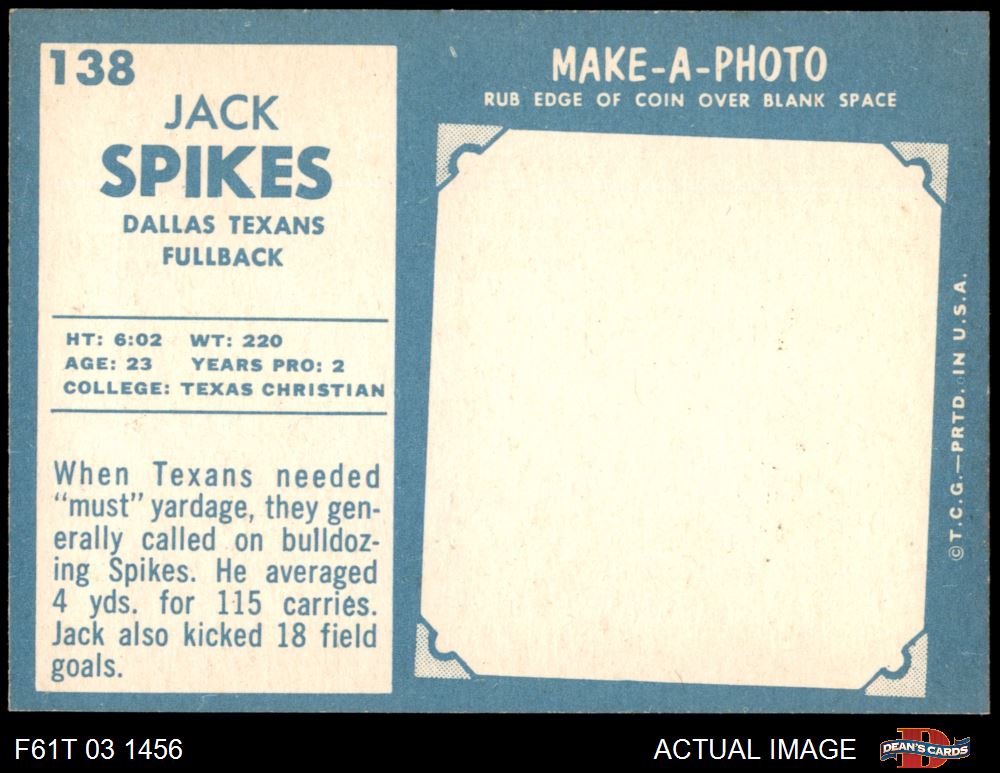 138
JACK
SPIKES
DALLAS TEXANS
FULLBACK
HT: 6:02 WT: 220
AGE: 23 YEARS PRO: 2
COLLEGE: TEXAS CHRISTIAN
When Texans needed
“must” yardage, they gen-
erally called on bulldoz-
ing Spikes. He averaged
4 yds. for 115 carries.
Jack also kicked 18 field
goals.
MAKE-A-PHOTO
RUB EDGE OF COIN OVER BLANK SPACE
©T.C.G.—PRTD. IN U.S.A.
F61T 03 1456
ACTUAL IMAGE
DEAN'S CARDS